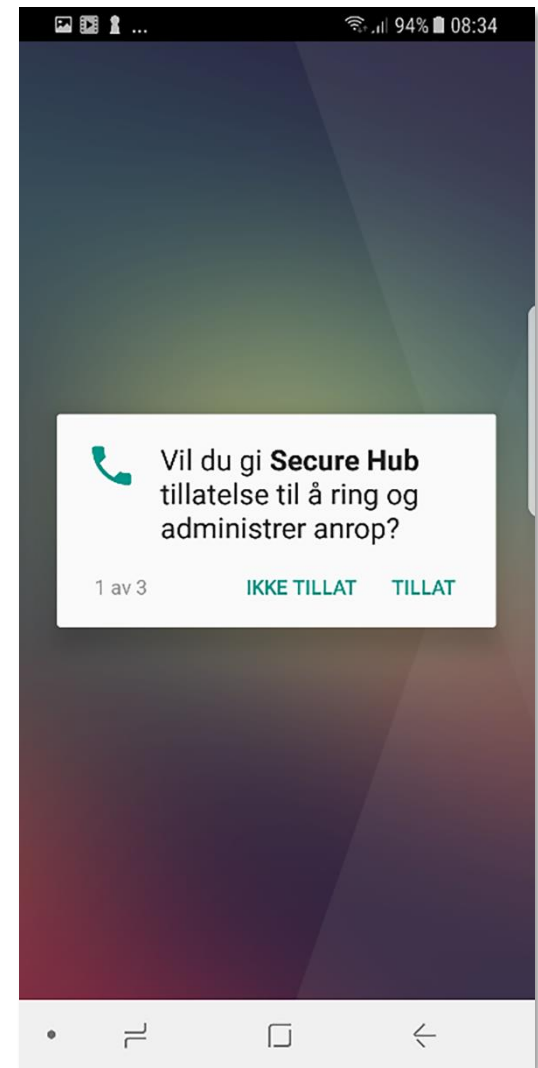 ... 94% 08:34
Vil du gi Secure Hub
tillatelse til å ring og
administrer anrop?
1 av 3 IKKE TILLAT TILLAT